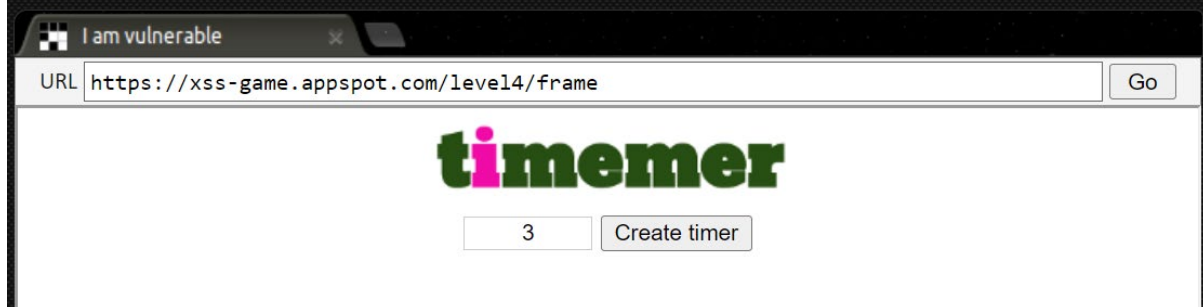 I am vulnerable
URL https://xss-game.appspot.com/level4/frame Go
timemer
3 Create timer